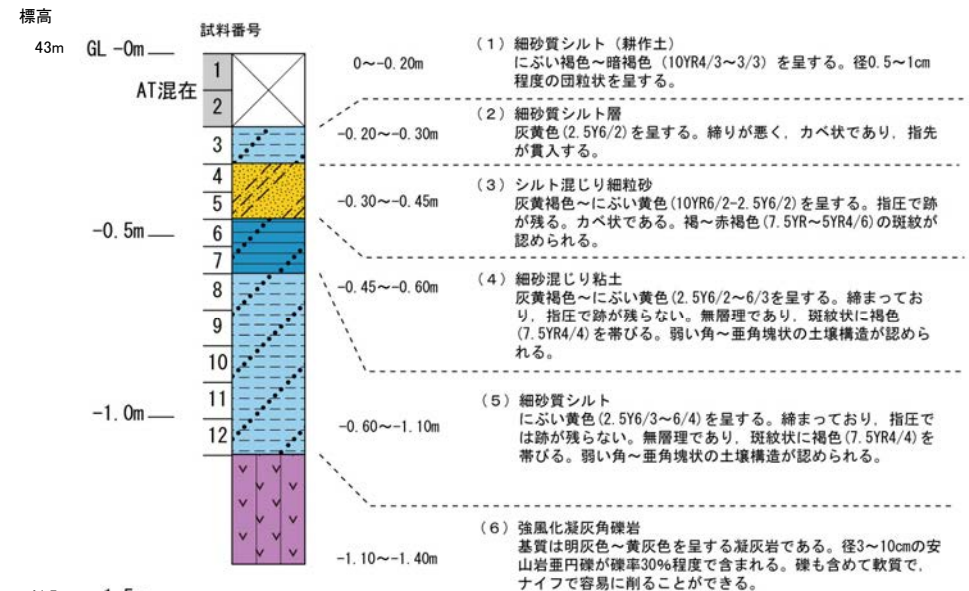 標高
43m
GL -0m
試料番号
AT混在
1
2
3
4
5
6
7
8
9
10
11
12
-0.5m
-1.0m
0～-0.20m
(1) 細砂質シルト (耕作土)
にぶい褐色～暗褐色 (10YR4/3～3/3) を呈する。径0.5～1cm
程度の団粒状を呈する。
-0.20～-0.30m
(2) 細砂質シルト層
灰黄色(2.5Y6/2)を呈する。締りが悪く，カベ状であり，指先
が貫入する。
-0.30～-0.45m
(3) シルト混じり細粒砂
灰黄褐色～にぶい黄色(10YR6/2-2.5Y6/2)を呈する。指圧で跡
が残る。カベ状である。褐～赤褐色(7.5YR～5YR4/6)の斑紋が
認められる。
-0.45～-0.60m
(4) 細砂混じり粘土
灰黄褐色～にぶい黄色(2.5Y6/2～6/3を呈する。締まってお
り，指圧で跡が残らない。無層理であり，斑紋状に褐色
(7.5YR4/4)を帯びる。弱い角～亜角塊状の土壌構造が認めら
れる。
-0.60～-1.10m
(5) 細砂質シルト
にぶい黄色(2.5Y6/3～6/4)を呈する。締まっており，指圧で
は跡が残らない。無層理であり，斑紋状に褐色(7.5YR4/4)を
帯びる。弱い角～亜角塊状の土壌構造が認められる。
-1.10～-1.40m
(6) 強風化凝灰角礫岩
基質は明灰色～黄灰色を呈する凝灰岩である。径3～10cmの安
山岩亜円礫が礫率30%程度で含まれる。礫も含めて軟質で，
ナイフで容易に削ることができる。